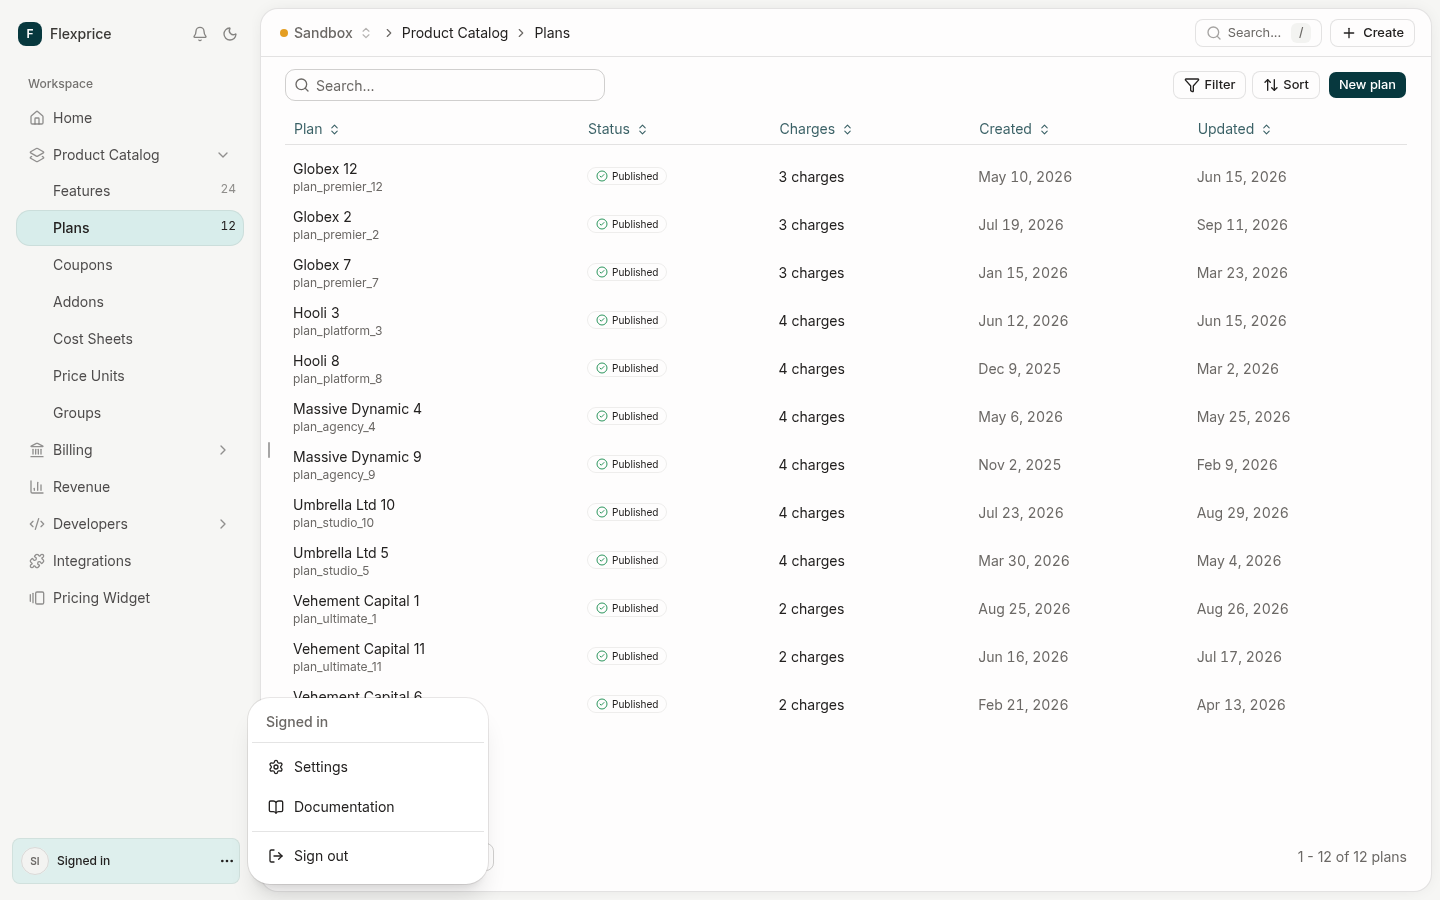 F Flexprice
Workspace
Home
Product Catalog
Features 24
Plans 12
Coupons
Addons
Cost Sheets
Price Units
Groups
Billing
Revenue
Developers
Integrations
Pricing Widget
SI Signed in
Sandbox Product Catalog Plans
Search... / Create
Search... Filter Sort New plan
Plan Status Charges Created Updated
Globex 12
plan_premier_12 Published 3 charges May 10, 2026 Jun 15, 2026
Globex 2
plan_premier_2 Published 3 charges Jul 19, 2026 Sep 11, 2026
Globex 7
plan_premier_7 Published 3 charges Jan 15, 2026 Mar 23, 2026
Hooli 3
plan_platform_3 Published 4 charges Jun 12, 2026 Jun 15, 2026
Hooli 8
plan_platform_8 Published 4 charges Dec 9, 2025 Mar 2, 2026
Massive Dynamic 4
plan_agency_4 Published 4 charges May 6, 2026 May 25, 2026
Massive Dynamic 9
plan_agency_9 Published 4 charges Nov 2, 2025 Feb 9, 2026
Umbrella Ltd 10
plan_studio_10 Published 4 charges Jul 23, 2026 Aug 29, 2026
Umbrella Ltd 5
plan_studio_5 Published 4 charges Mar 30, 2026 May 4, 2026
Vehement Capital 1
plan_ultimate_1 Published 2 charges Aug 25, 2026 Aug 26, 2026
Vehement Capital 11
plan_ultimate_11 Published 2 charges Jun 16, 2026 Jul 17, 2026
Vehement Capital 6
Published 2 charges Feb 21, 2026 Apr 13, 2026
Signed in
Settings
Documentation
Sign out
1 - 12 of 12 plans